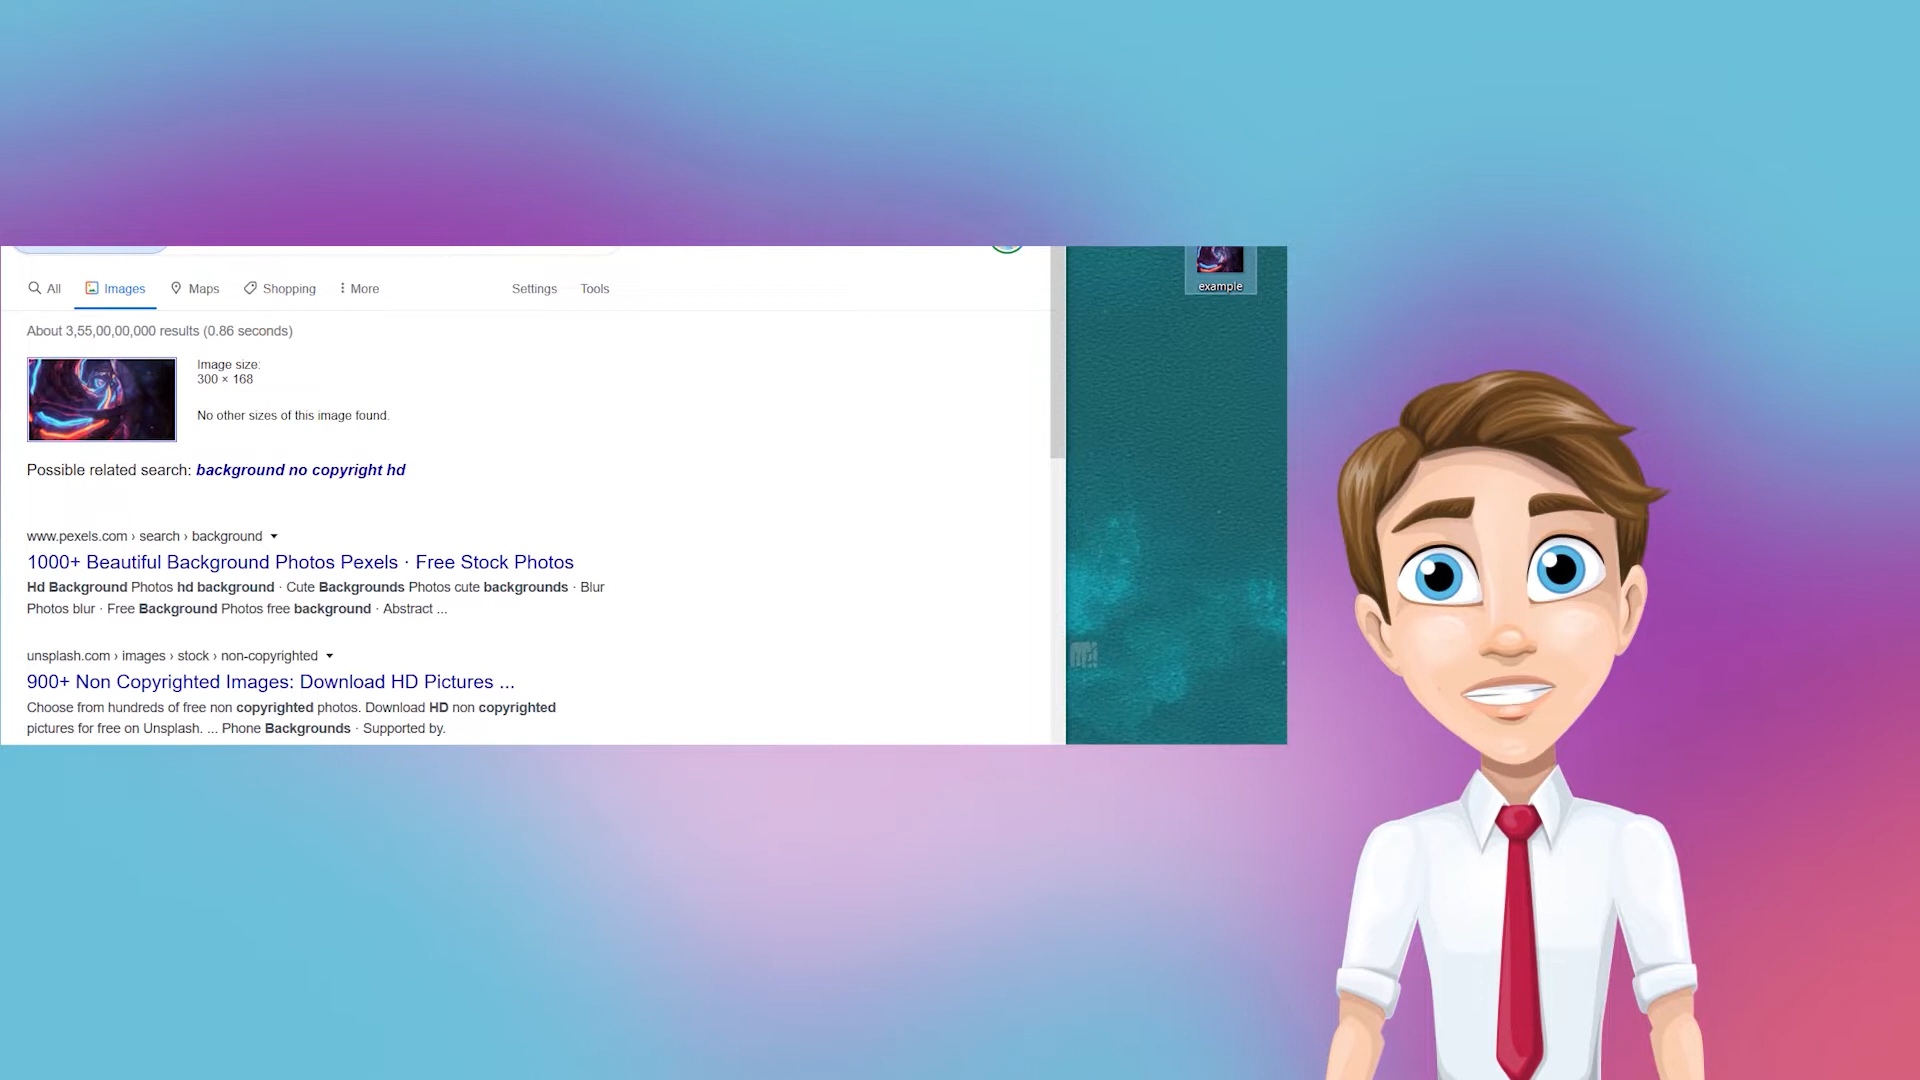 All Images Maps Shopping More Settings Tools
example
About 3,55,00,00,000 results (0.86 seconds)
Image size:
300 × 168
No other sizes of this image found.
Possible related search: background no copyright hd
www.pexels.com › search › background
1000+ Beautiful Background Photos Pexels · Free Stock Photos
Hd Background Photos hd background · Cute Backgrounds Photos cute backgrounds · Blur
Photos blur · Free Background Photos free background · Abstract ...
unsplash.com › images › stock › non-copyrighted
900+ Non Copyrighted Images: Download HD Pictures ...
Choose from hundreds of free non copyrighted photos. Download HD non copyrighted
pictures for free on Unsplash. ... Phone Backgrounds · Supported by.